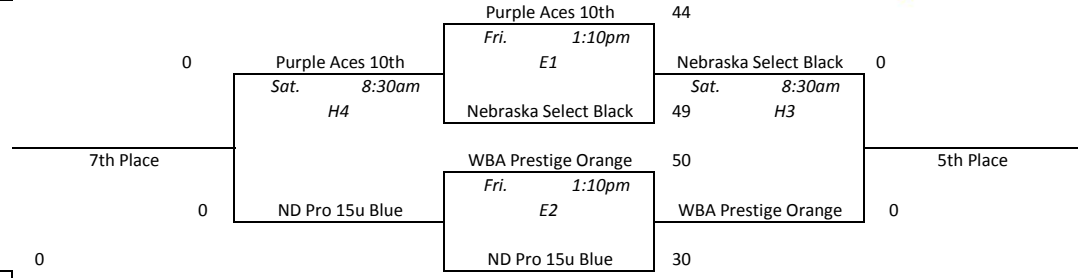 Purple Aces 10th 44
Fri. 1:10pm
0 Purple Aces 10th E1 Nebraska Select Black 0
Sat. 8:30am Sat. 8:30am
H4 Nebraska Select Black 49 H3
7th Place WBA Prestige Orange 50 5th Place
Fri. 1:10pm
0 ND Pro 15u Blue E2 WBA Prestige Orange 0
0 ND Pro 15u Blue 30